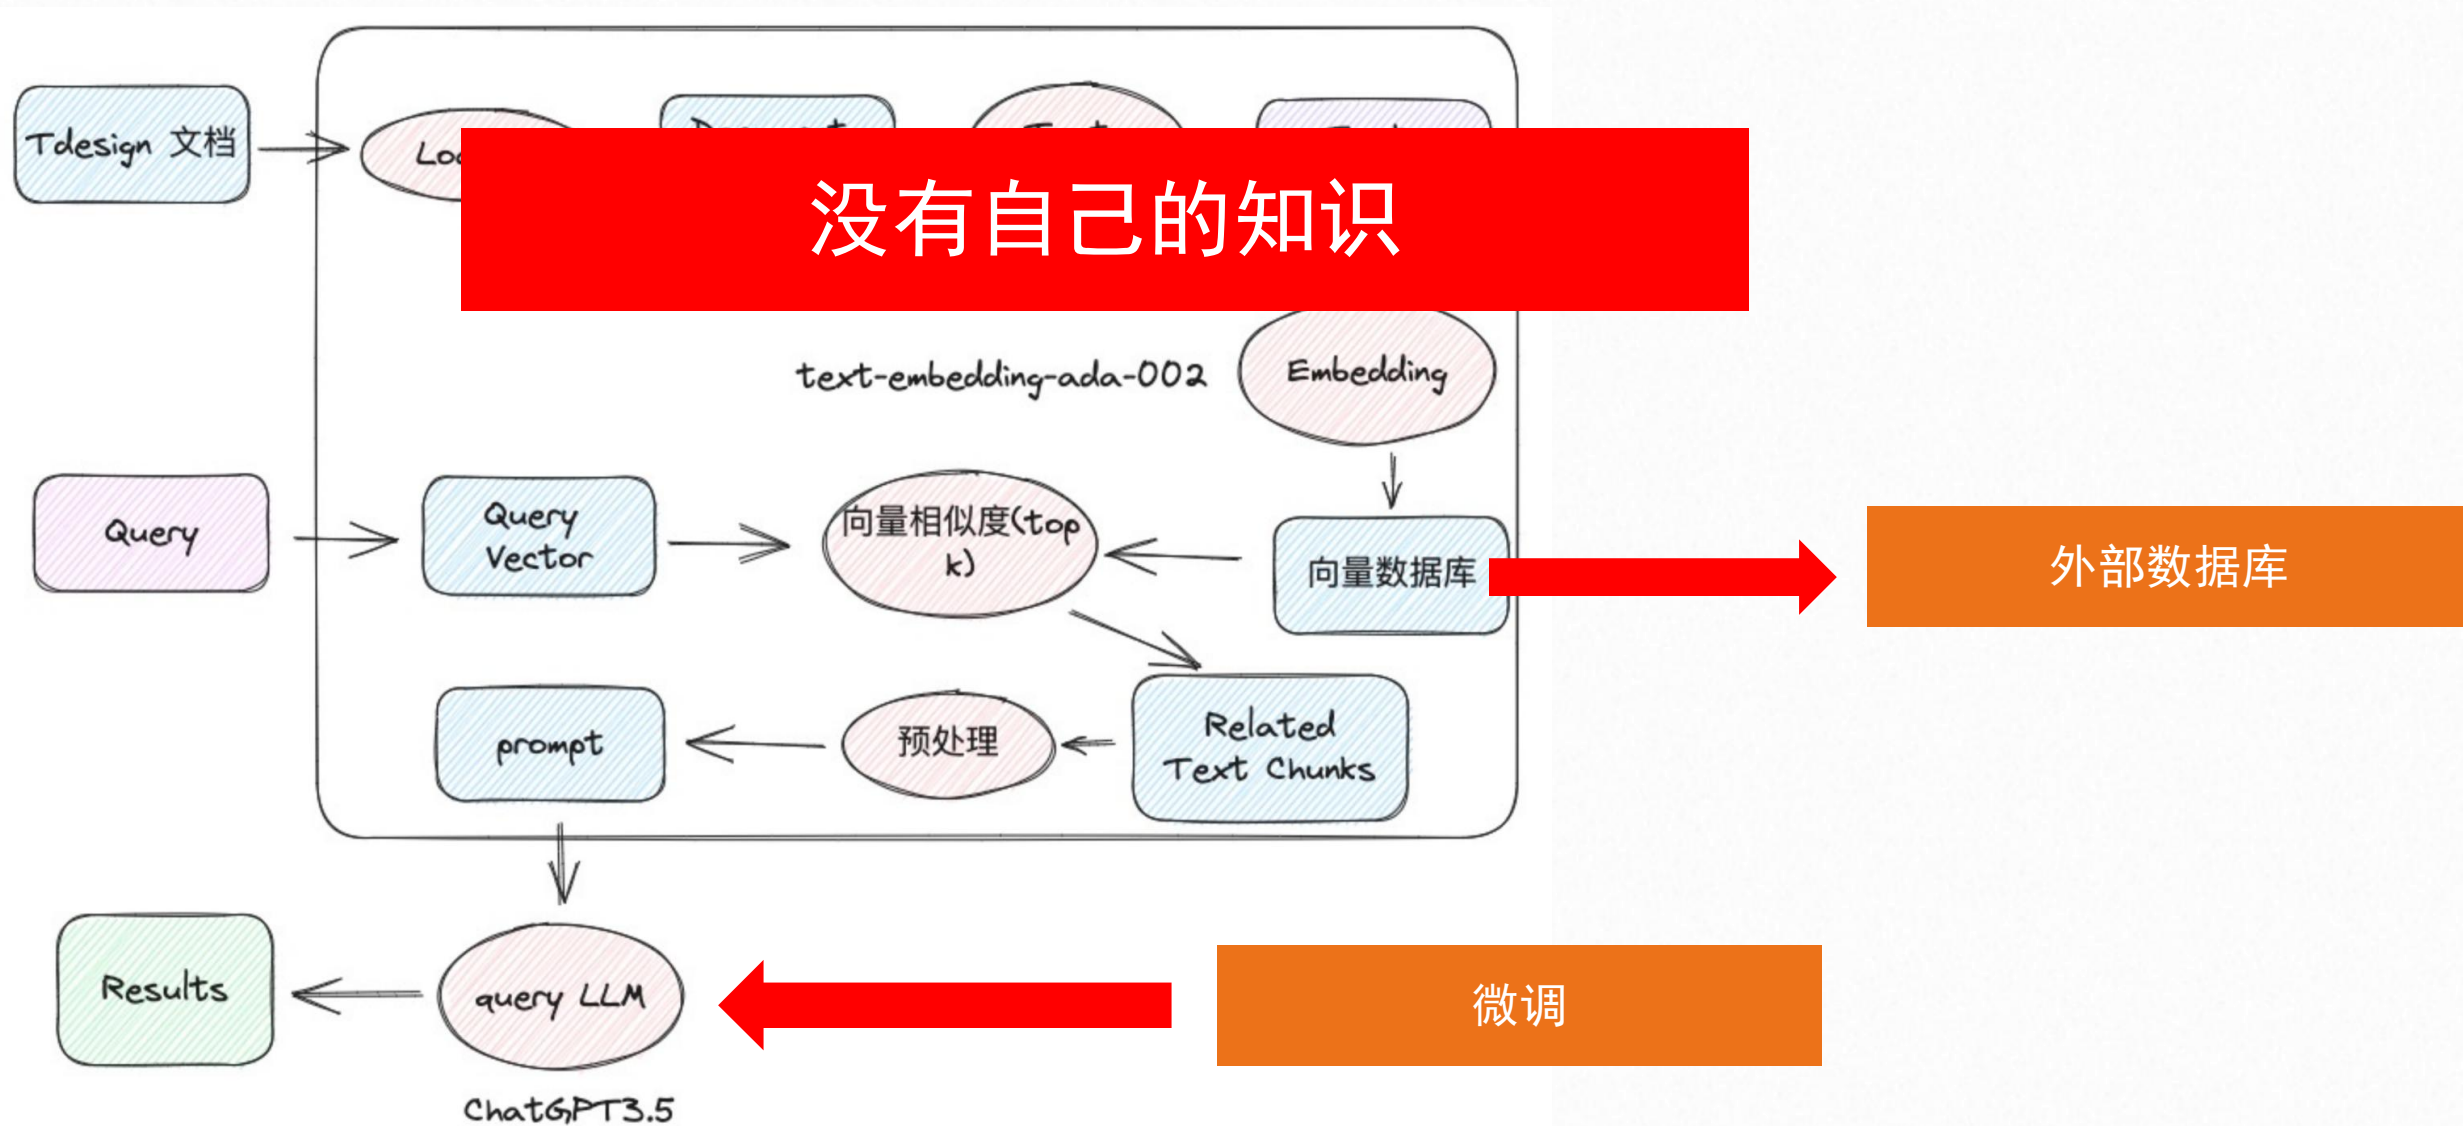 Tdesign 文档
没有自己的知识
text-embedding-ada-002
Embedding
Query
Query
Vector
向量相似度(top
k)
向量数据库
外部数据库
prompt
预处理
Related
Text Chunks
Results
query LLM
微调
ChatGPT3.5